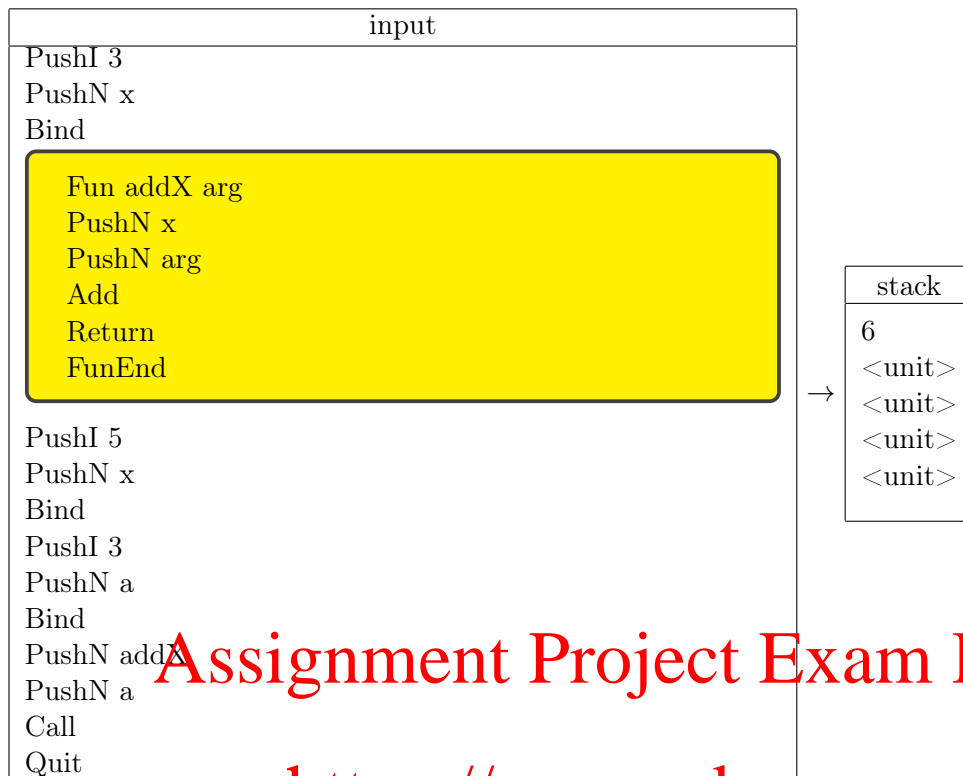 input
PushI 3
PushN x
Bind
Fun addX arg
PushN x
PushN arg
Add
Return
FunEnd
PushI 5
PushN x
Bind
PushI 3
PushN a
Bind
PushN addX
PushN a
Call
Quit
→
stack
6
<unit>
<unit>
<unit>
<unit>
Assignment Project Exam